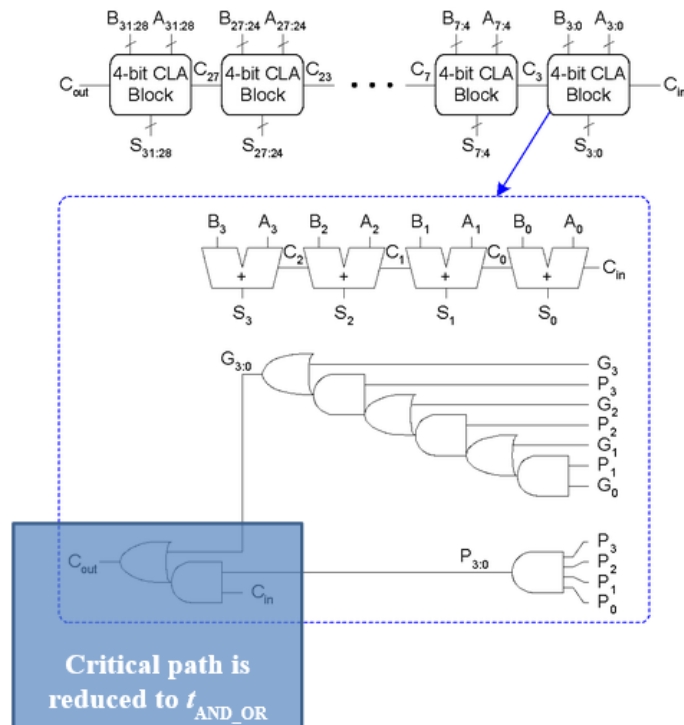 B31:28 A31:28 B27:24 A27:24 B7:4 A7:4 B3:0 A3:0
Cout 4-bit CLA Block C27 4-bit CLA Block C23 • • • C7 4-bit CLA Block C3 4-bit CLA Block Cin
S31:28 S27:24 S7:4 S3:0
B3 A3 B2 A2 B1 A1 B0 A0
+ C2 + C1 + C0 + Cin
S3 S2 S1 S0
G3:0 G3
P3
G2
P2
G1
P1
G0
Cout P3:0 P3
P2
P1
P0
Cin
Critical path is
reduced to tAND_OR